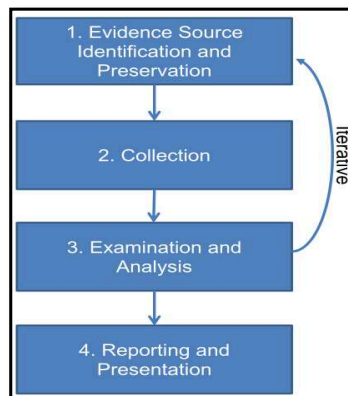 1. Evidence Source
Identification and
Preservation
2. Collection
3. Examination and
Analysis
4. Reporting and
Presentation
Iterative